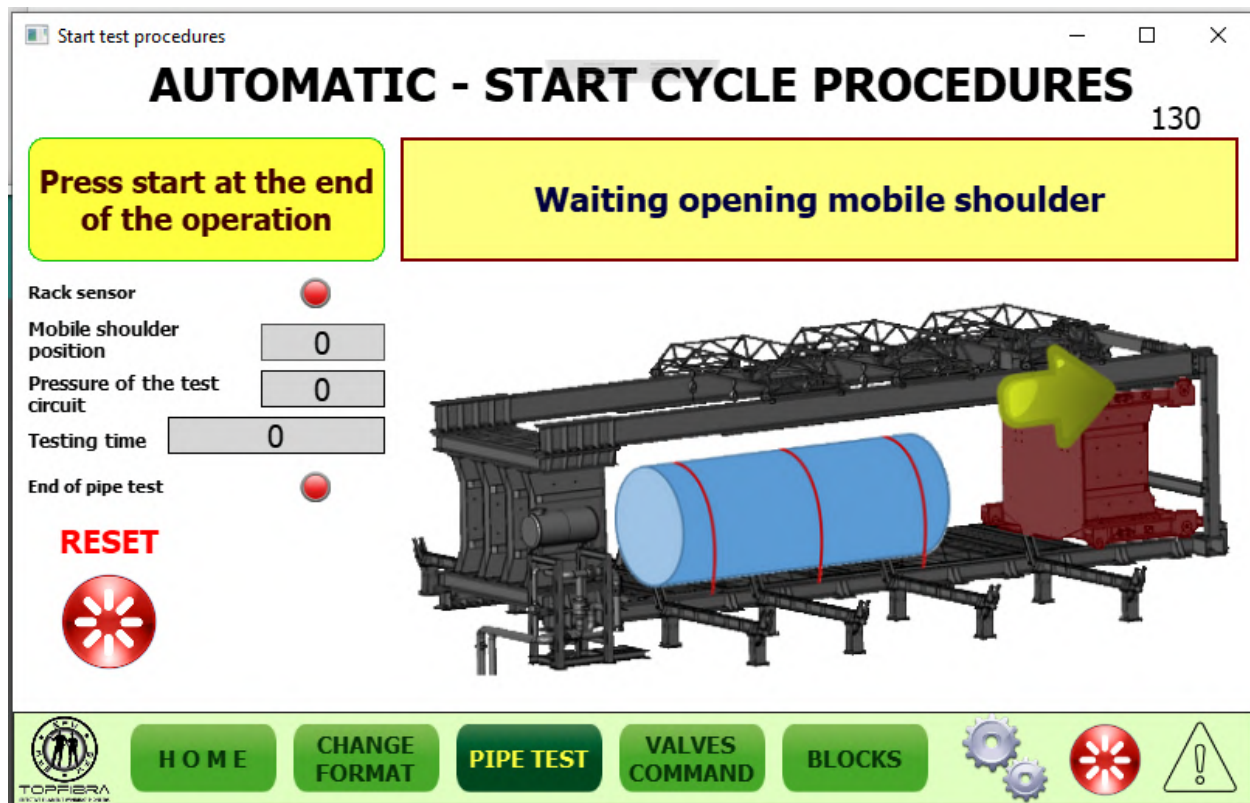 Start test procedures
AUTOMATIC - START CYCLE PROCEDURES
130
Press start at the end
of the operation
Waiting opening mobile shoulder
Rack sensor
Mobile shoulder
position
0
Pressure of the test
circuit
0
Testing time
0
End of pipe test
RESET
HOME
CHANGE
FORMAT
PIPE TEST
VALVES
COMMAND
BLOCKS
TOPFIBRA